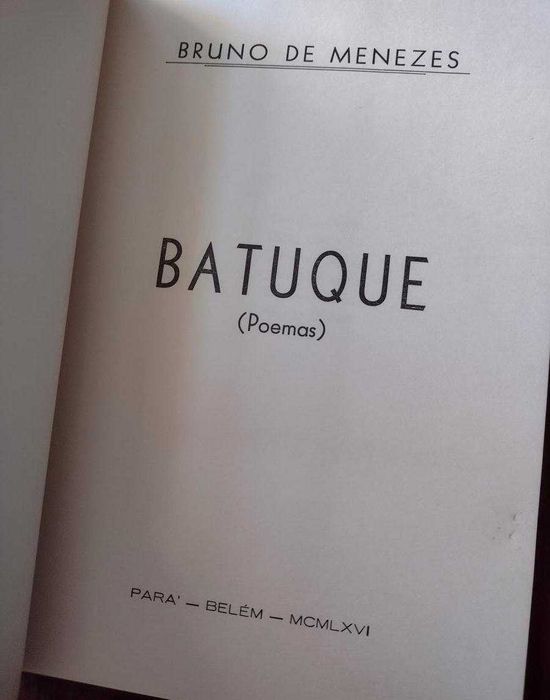 BRUNO DE MENEZES
BATUQUE
(Poemas)
PARA' — BELÉM — MCMLXVI